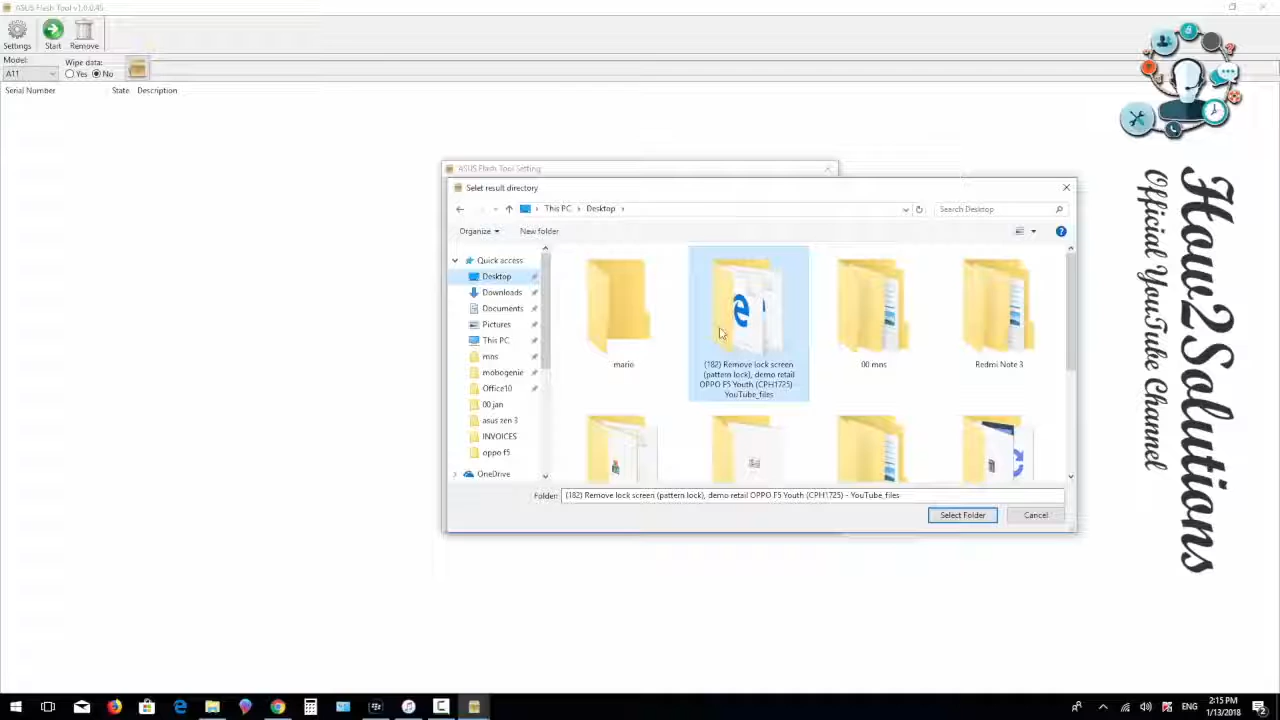 ASUS Flash Tool v1.0.0.45
Settings
Start
Remove
Model:
Wipe data:
A11
Yes
No
Serial Number
State
Description
ASUS Flash Tool Setting
Selet result directory
This PC
Desktop
Search Desktop
Organize
New folder
Quick access
Desktop
Downloads
Documents
Pictures
This PC
mns
mobogenie
Office10
00 jan
asus zen 3
INVOICES
oppo f5
OneDrive
mario
(182) Remove lock screen
(pattern lock), demo retail
OPPO F5 Youth (CPH1725) -
YouTube_files
00 mns
Redmi Note 3
Folder:
(182) Remove lock screen (pattern lock), demo retail OPPO F5 Youth (CPH1725) - YouTube_files
Select Folder
Cancel
How2Solutions
Official YouTube Channel
ENG
2:15 PM
1/13/2018